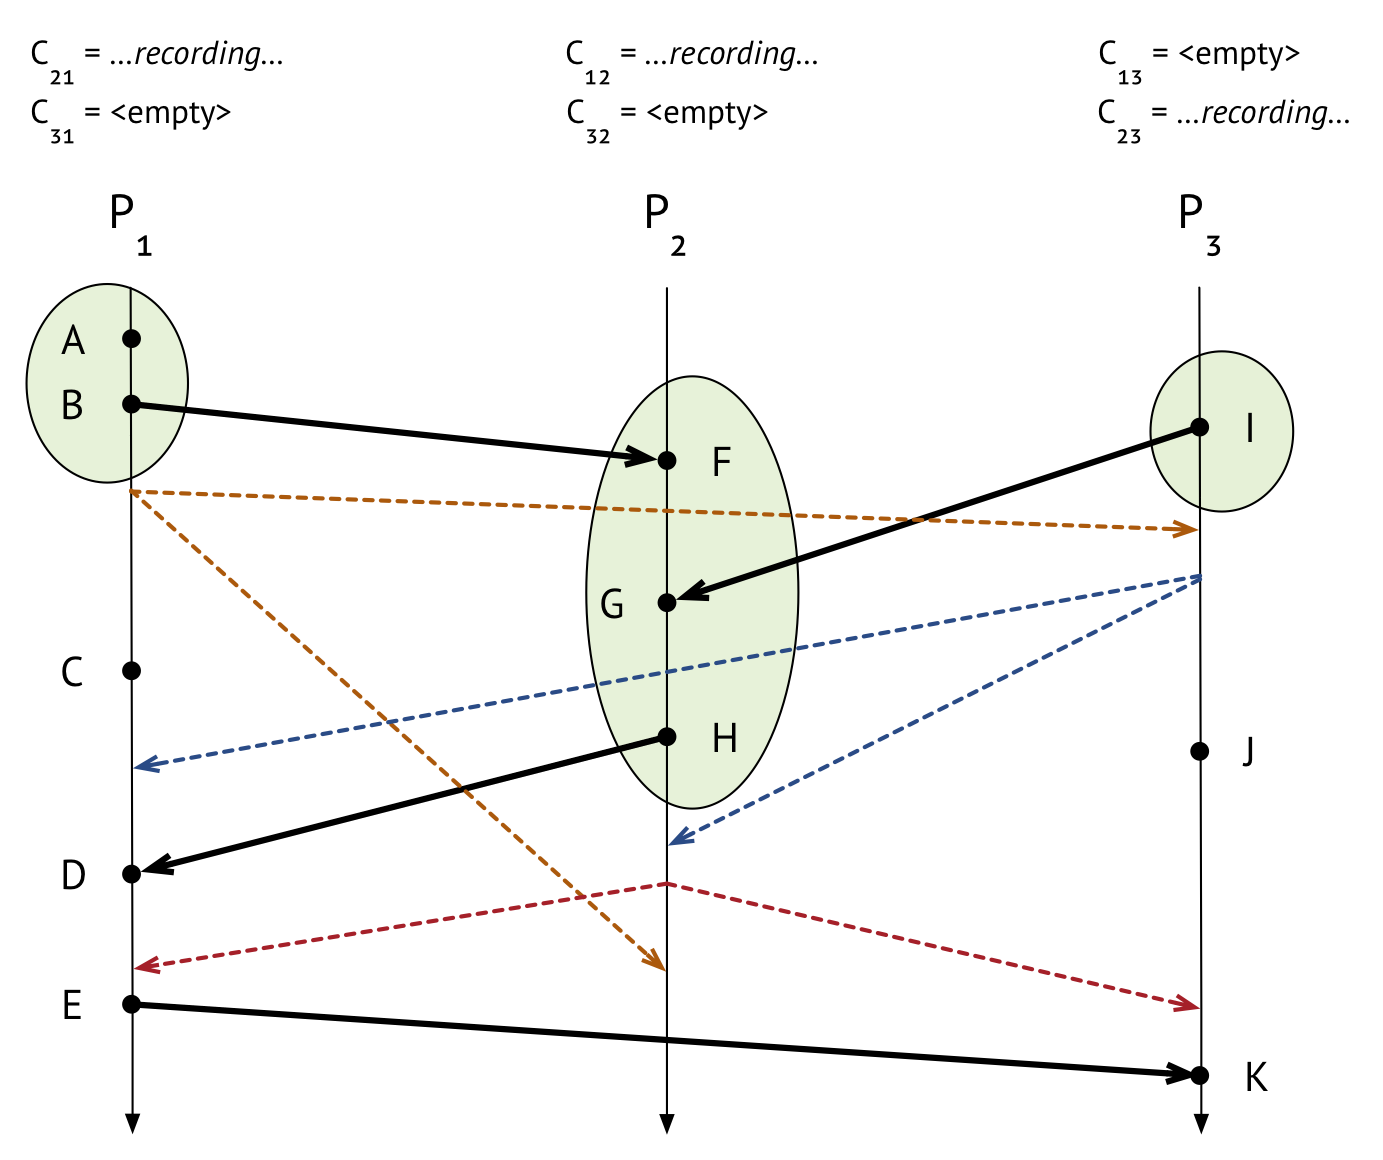 C21 = ...recording... C12 = ...recording... C13 = <empty>
C31 = <empty> C32 = <empty> C23 = ...recording...
P1 P2 P3
A
B
I
F
G
C
H
J
D
E
K